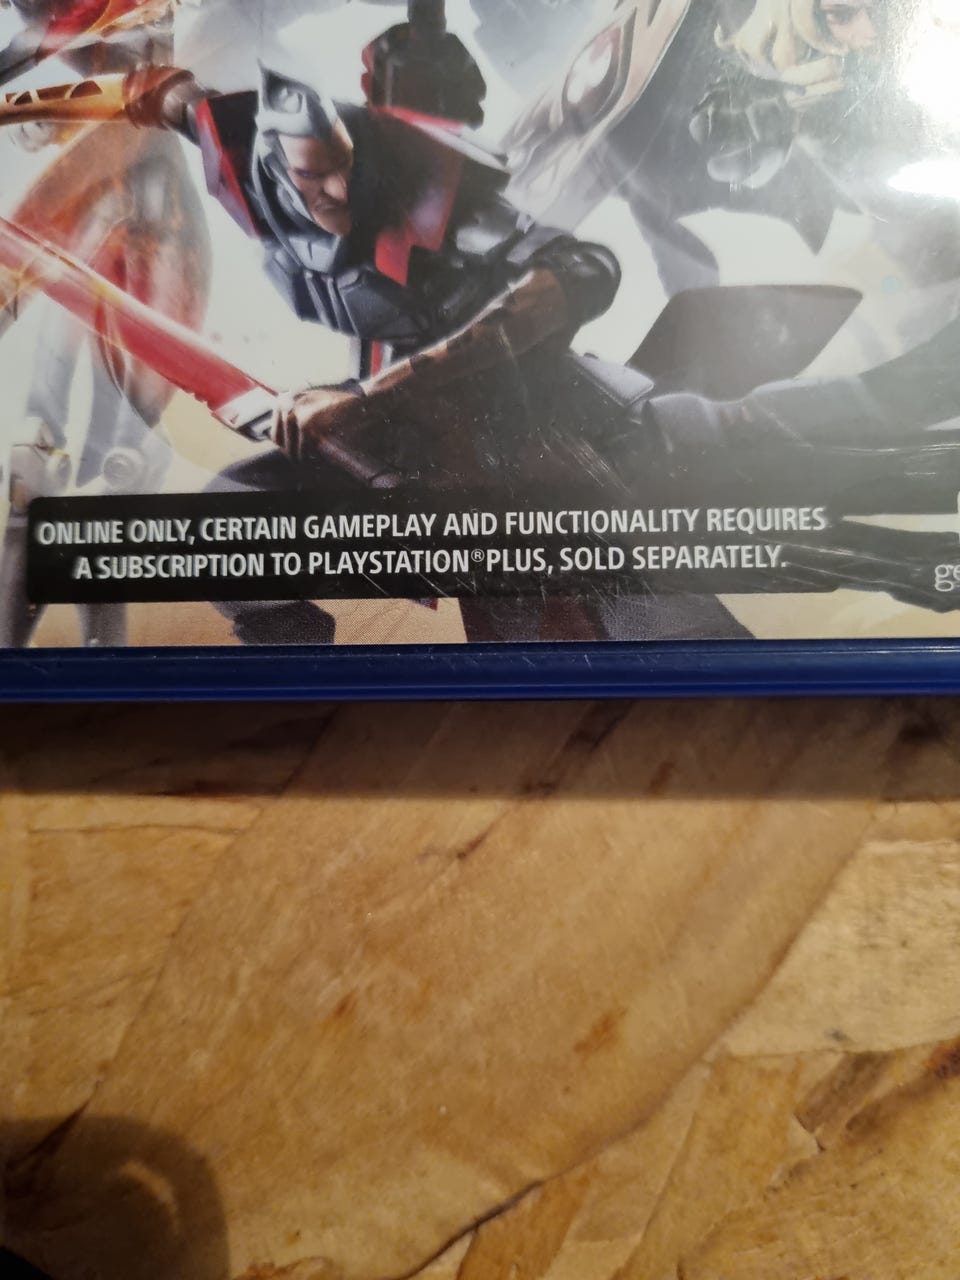 ONLINE ONLY, CERTAIN GAMEPLAY AND FUNCTIONALITY REQUIRES
A SUBSCRIPTION TO PLAYSTATION®PLUS, SOLD SEPARATELY.